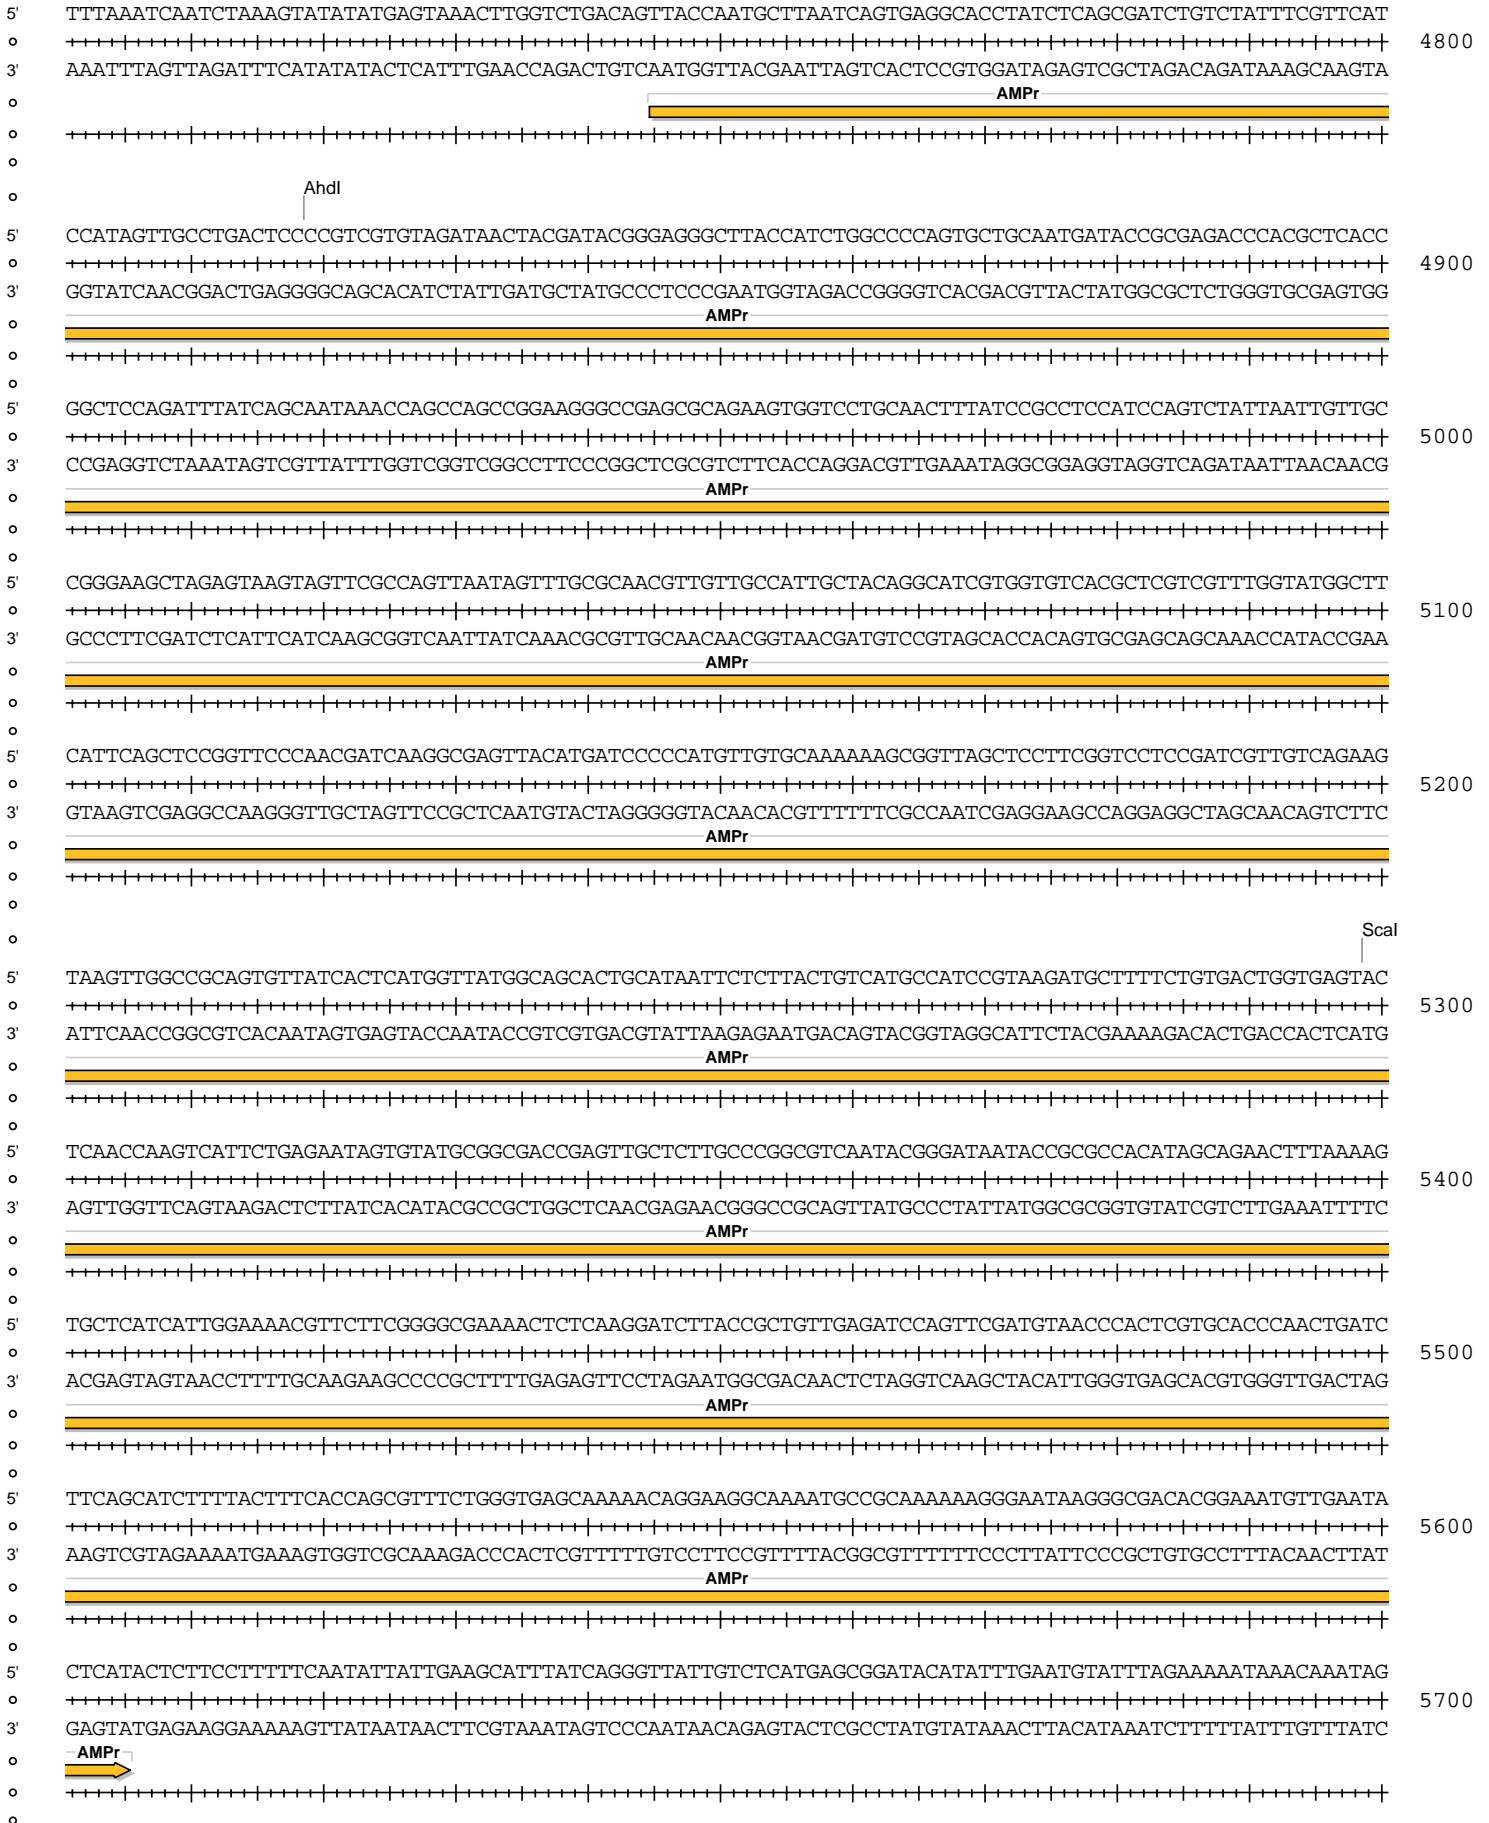 5' TTTAAATCAATCTAAAGTATATATGAGTAAACTTGGTCTGACAGTTACCAATGCTTAATCAGTGAGGCACCTATCTCAGCGATCTGTCTATTTCGTTCAT
4800
3' AAATTTAGTTAGATTTCATATATACTCATTTGAACCAGACTGTCAATGGTTACGAATTAGTCACTCCGTGGATAGAGTCGCTAGACAGATAAAGCAAGTA
AMPr
AhdI
5' CCATAGTTGCCTGACTCCCCGTCGTGTAGATAACTACGATACGGGAGGGCTTACCATCTGGCCCCAGTGCTGCAATGATACCGCGAGACCCACGCTCACC
4900
3' GGTATCAACGGACTGAGGGGCAGCACATCTATTGATGCTATGCCCTCCCGAATGGTAGACCGGGGTCACGACGTTACTATGGCGCTCTGGGTGCGAGTGG
AMPr
5' GGCTCCAGATTTATCAGCAATAAACCAGCCAGCCGGAAGGGCCGAGCGCAGAAGTGGTCCTGCAACTTTATCCGCCTCCATCCAGTCTATTAATTGTTGC
5000
3' CCGAGGTCTAAATAGTCGTTATTTGGTCGGTCGGCCTTCCCGGCTCGCGTCTTCACCAGGACGTTGAAATAGGCGGAGGTAGGTCAGATAATTAACAACG
AMPr
5' CGGGAAGCTAGAGTAAGTAGTTCGCCAGTTAATAGTTTGCGCAACGTTGTTGCCATTGCTACAGGCATCGTGGTGTCACGCTCGTCGTTTGGTATGGCTT
5100
3' GCCCTTCGATCTCATTCATCAAGCGGTCAATTATCAAACGCGTTGCAACAACGGTAACGATGTCCGTAGCACCACAGTGCGAGCAGCAAACCATACCGAA
AMPr
5' CATTCAGCTCCGGTTCCCAACGATCAAGGCGAGTTACATGATCCCCCATGTTGTGCAAAAAAGCGGTTAGCTCCTTCGGTCCTCCGATCGTTGTCAGAAG
5200
3' GTAAGTCGAGGCCAAGGGTTGCTAGTTCCGCTCAATGTACTAGGGGGTACAACACGTTTTTTCGCCAATCGAGGAAGCCAGGAGGCTAGCAACAGTCTTC
AMPr
ScaI
5' TAAGTTGGCCGCAGTGTTATCACTCATGGTTATGGCAGCACTGCATAATTCTCTTACTGTCATGCCATCCGTAAGATGCTTTTCTGTGACTGGTGAGTAC
5300
3' ATTCAACCGGCGTCACAATAGTGAGTACCAATACCGTCGTGACGTATTAAGAGAATGACAGTACGGTAGGCATTCTACGAAAAGACACTGACCACTCATG
AMPr
5' TCAACCAAGTCATTCTGAGAATAGTGTATGCGGCGACCGAGTTGCTCTTGCCCGGCGTCAATACGGGATAATACCGCGCCACATAGCAGAACTTTAAAAG
5400
3' AGTTGGTTCAGTAAGACTCTTATCACATACGCCGCTGGCTCAACGAGAACGGGCCGCAGTTATGCCCTATTATGGCGCGGTGTATCGTCTTGAAATTTTC
AMPr
5' TGCTCATCATTGGAAAACGTTCTTCGGGGCGAAAACTCTCAAGGATCTTACCGCTGTTGAGATCCAGTTCGATGTAACCCACTCGTGCACCCAACTGATC
5500
3' ACGAGTAGTAACCTTTTGCAAGAAGCCCCGCTTTTGAGAGTTCCTAGAATGGCGACAACTCTAGGTCAAGCTACATTGGGTGAGCACGTGGGTTGACTAG
AMPr
5' TTCAGCATCTTTTACTTTCACCAGCGTTTCTGGGTGAGCAAAAACAGGAAGGCAAAATGCCGCAAAAAAGGGAATAAGGGCGACACGGAAATGTTGAATA
5600
3' AAGTCGTAGAAAATGAAAGTGGTCGCAAAGACCCACTCGTTTTTGTCCTTCCGTTTTACGGCGTTTTTTCCCTTATTCCCGCTGTGCCTTTACAACTTAT
AMPr
5' CTCATACTCTTCCTTTTTCAATATTATTGAAGCATTTATCAGGGTTATTGTCTCATGAGCGGATACATATTTGAATGTATTTAGAAAAATAAACAAATAG
5700
3' GAGTATGAGAAGGAAAAAGTTATAATAACTTCGTAAATAGTCCCAATAACAGAGTACTCGCCTATGTATAAACTTACATAAATCTTTTTATTTGTTTATC
AMPr